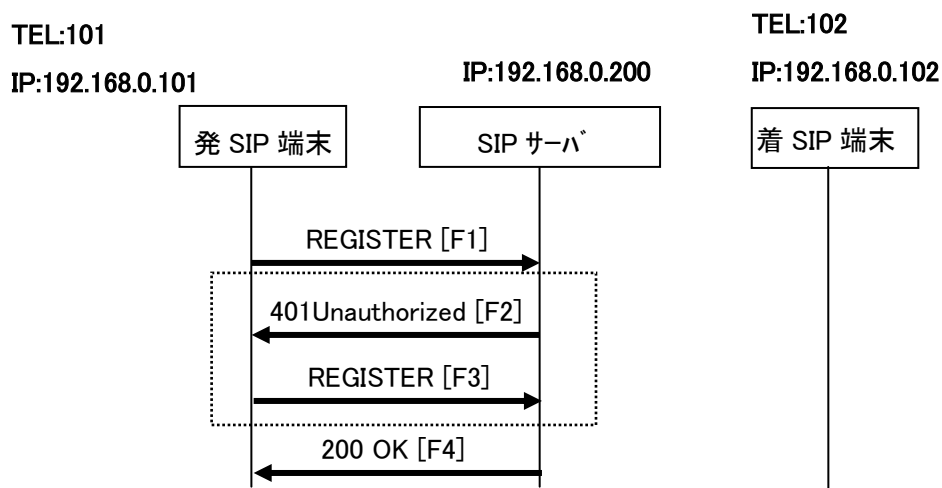 TEL:101
IP:192.168.0.101
IP:192.168.0.200
TEL:102
IP:192.168.0.102
発 SIP 端末
SIP ｻｰﾊﾞ
着 SIP 端末
REGISTER [F1]
401Unauthorized [F2]
REGISTER [F3]
200 OK [F4]